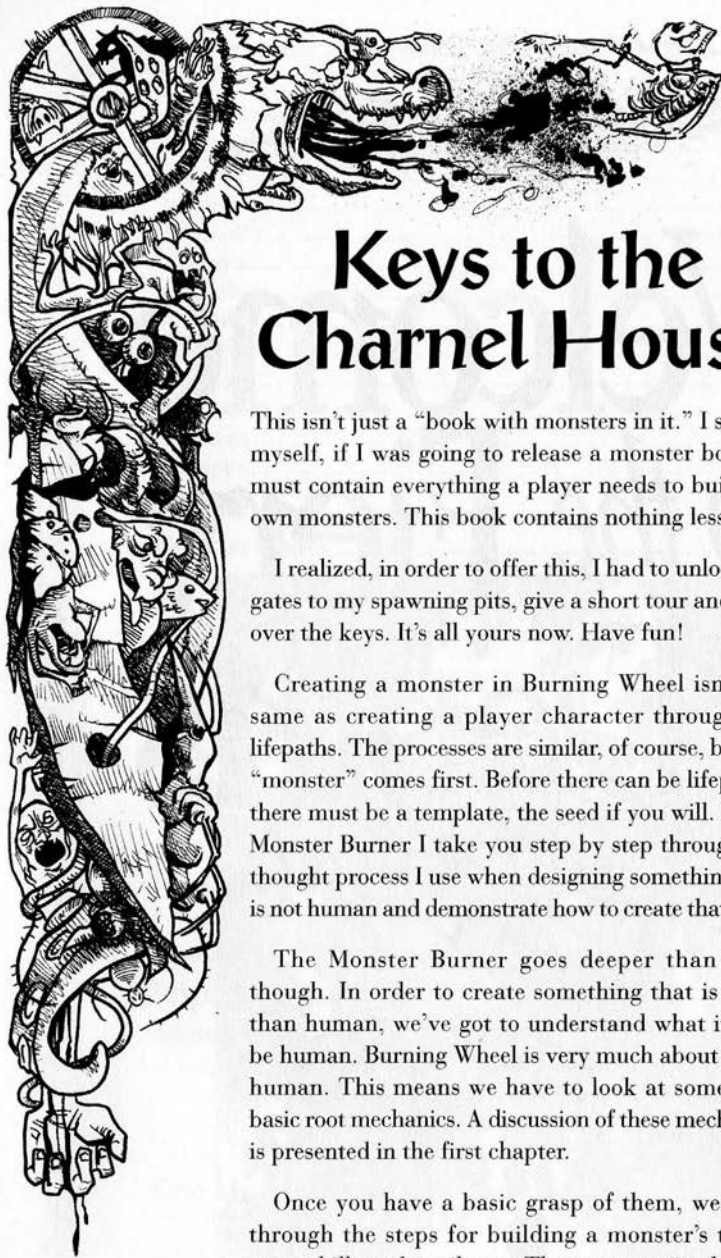 Keys to the
Charnel Hous
This isn't just a “book with monsters in it.” I s
myself, if I was going to release a monster bo
must contain everything a player needs to bui
own monsters. This book contains nothing less
I realized, in order to offer this, I had to unlo
gates to my spawning pits, give a short tour and
over the keys. It's all yours now. Have fun!
Creating a monster in Burning Wheel isn
same as creating a player character throug
lifepaths. The processes are similar, of course, b
“monster” comes first. Before there can be lifep
there must be a template, the seed if you will.
Monster Burner I take you step by step throug
thought process I use when designing somethin
is not human and demonstrate how to create that
The Monster Burner goes deeper than
though. In order to create something that is
than human, we've got to understand what i
be human. Burning Wheel is very much about
human. This means we have to look at some
basic root mechanics. A discussion of these mech
is presented in the first chapter.
Once you have a basic grasp of them, we
through the steps for building a monster's